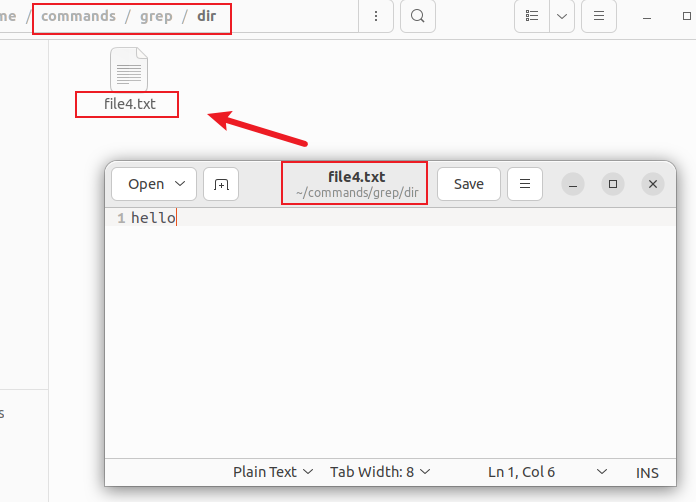 me / commands / grep / dir
file4.txt
Open
file4.txt
~/commands/grep/dir
Save
1 hello
s
Plain Text Tab Width: 8 Ln 1, Col 6 INS